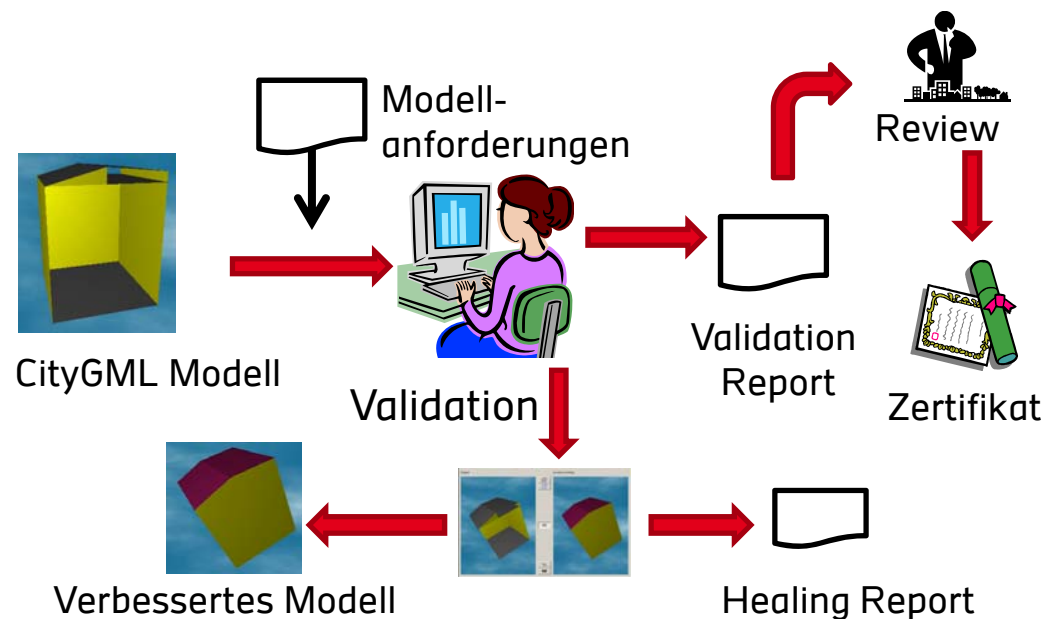 Modell-
anforderungen
Review
CityGML Modell
Validation
Validation
Report
Zertifikat
Verbessertes Modell
Healing Report